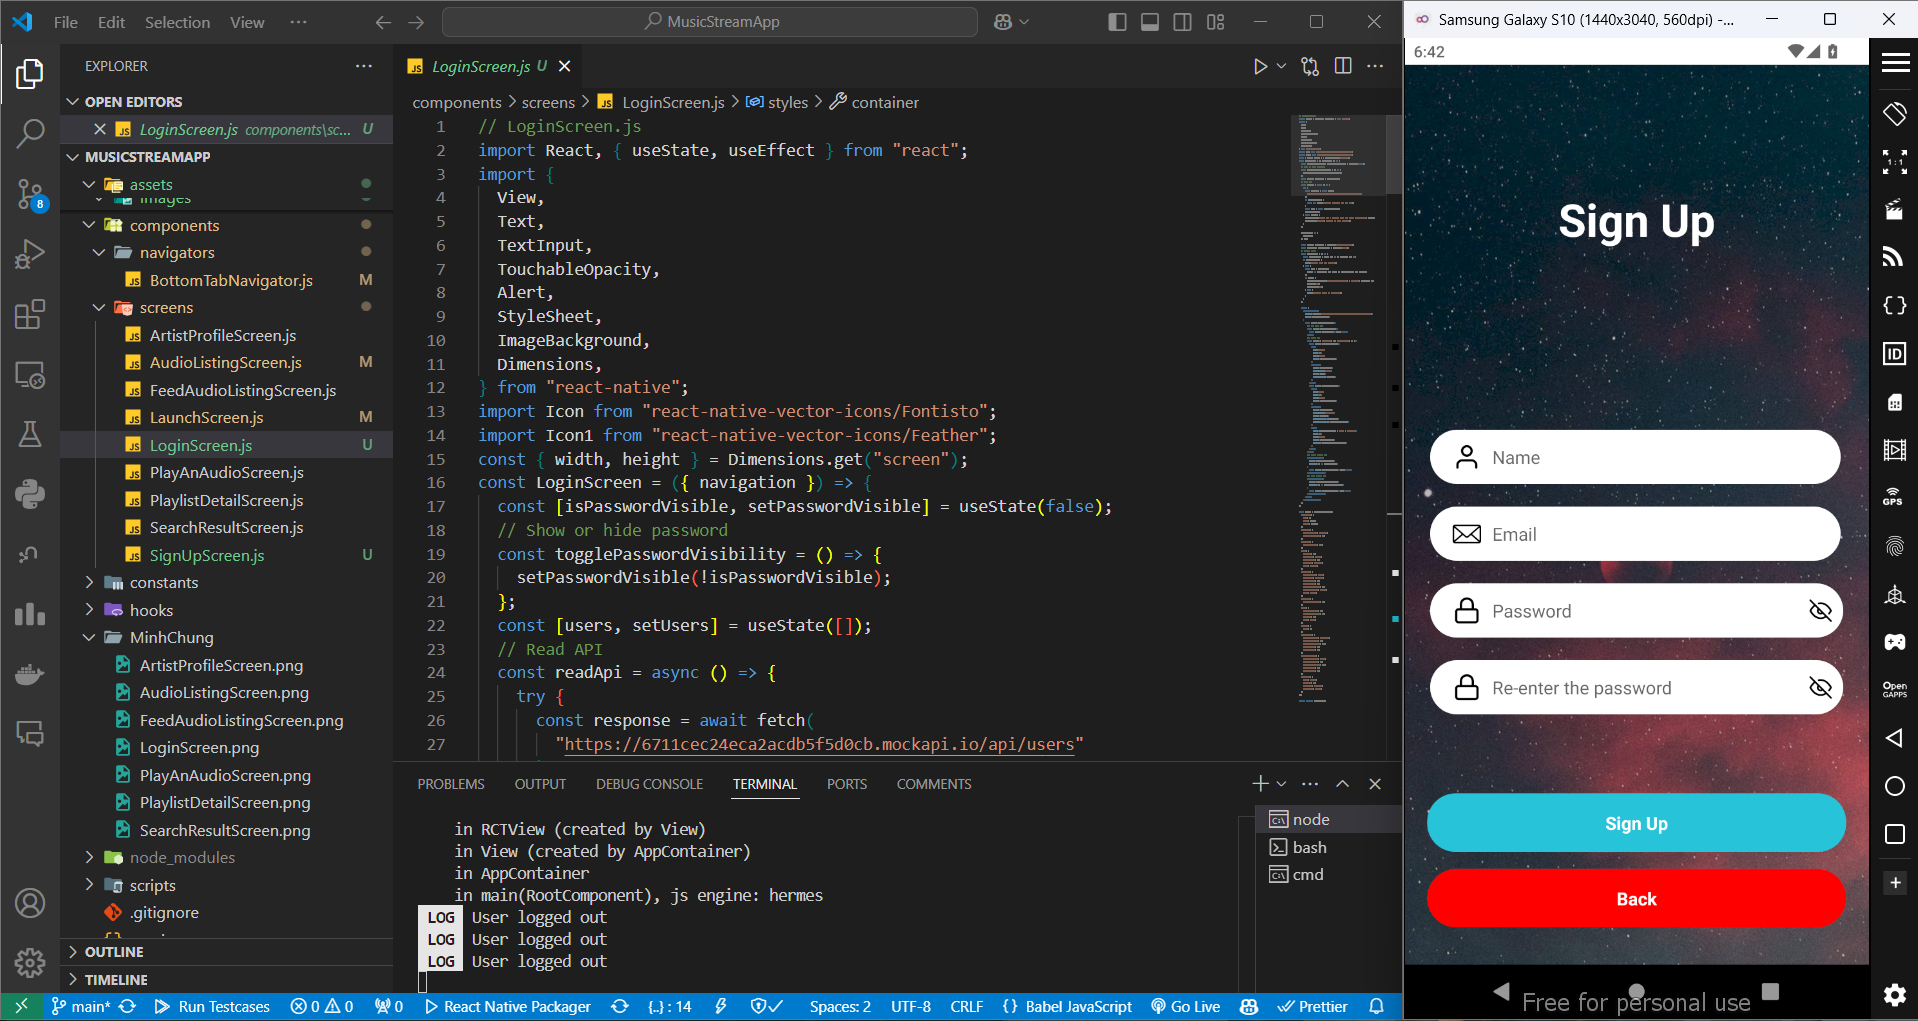 File Edit Selection View ···
MusicStreamApp
EXPLORER
OPEN EDITORS
LoginScreen.js components\sc... U
MUSICSTREAMAPP
assets
images
components
navigators
BottomTabNavigator.js M
screens
ArtistProfileScreen.js
AudioListingScreen.js M
FeedAudioListingScreen.js
LaunchScreen.js M
LoginScreen.js U
PlayAnAudioScreen.js
PlaylistDetailScreen.js
SearchResultScreen.js
SignUpScreen.js U
constants
hooks
MinhChung
ArtistProfileScreen.png
AudioListingScreen.png
FeedAudioListingScreen.png
LoginScreen.png
PlayAnAudioScreen.png
PlaylistDetailScreen.png
SearchResultScreen.png
node_modules
scripts
.gitignore
OUTLINE
TIMELINE
8
LoginScreen.js U
components > screens > JS LoginScreen.js > styles > container
1 // LoginScreen.js
2 import React, { useState, useEffect } from "react";
3 import {
4 View,
5 Text,
6 TextInput,
7 TouchableOpacity,
8 Alert,
9 StyleSheet,
10 ImageBackground,
11 Dimensions,
12 } from "react-native";
13 import Icon from "react-native-vector-icons/Fontisto";
14 import Icon1 from "react-native-vector-icons/Feather";
15 const { width, height } = Dimensions.get("screen");
16 const LoginScreen = ({ navigation }) => {
17 const [isPasswordVisible, setPasswordVisible] = useState(false);
18 // Show or hide password
19 const togglePasswordVisibility = () => {
20 setPasswordVisible(!isPasswordVisible);
21 };
22 const [users, setUsers] = useState([]);
23 // Read API
24 const readApi = async () => {
25 try {
26 const response = await fetch(
27 "https://6711cec24eca2acdb5f5d0cb.mockapi.io/api/users"
PROBLEMS OUTPUT DEBUG CONSOLE TERMINAL PORTS COMMENTS
in RCTView (created by View)
in View (created by AppContainer)
in AppContainer
in main(RootComponent), js engine: hermes
LOG User logged out
LOG User logged out
LOG User logged out
node
bash
cmd
main* Run Testcases 0 0 0 React Native Packager {..} : 14 Spaces: 2 UTF-8 CRLF {} Babel JavaScript Go Live Prettier
Samsung Galaxy S10 (1440x3040, 560dpi) -...
6:42
Sign Up
Name
Email
Password
Re-enter the password
Sign Up
Back
Free for personal use
1:1
ID
GPS
Open
GAPPS